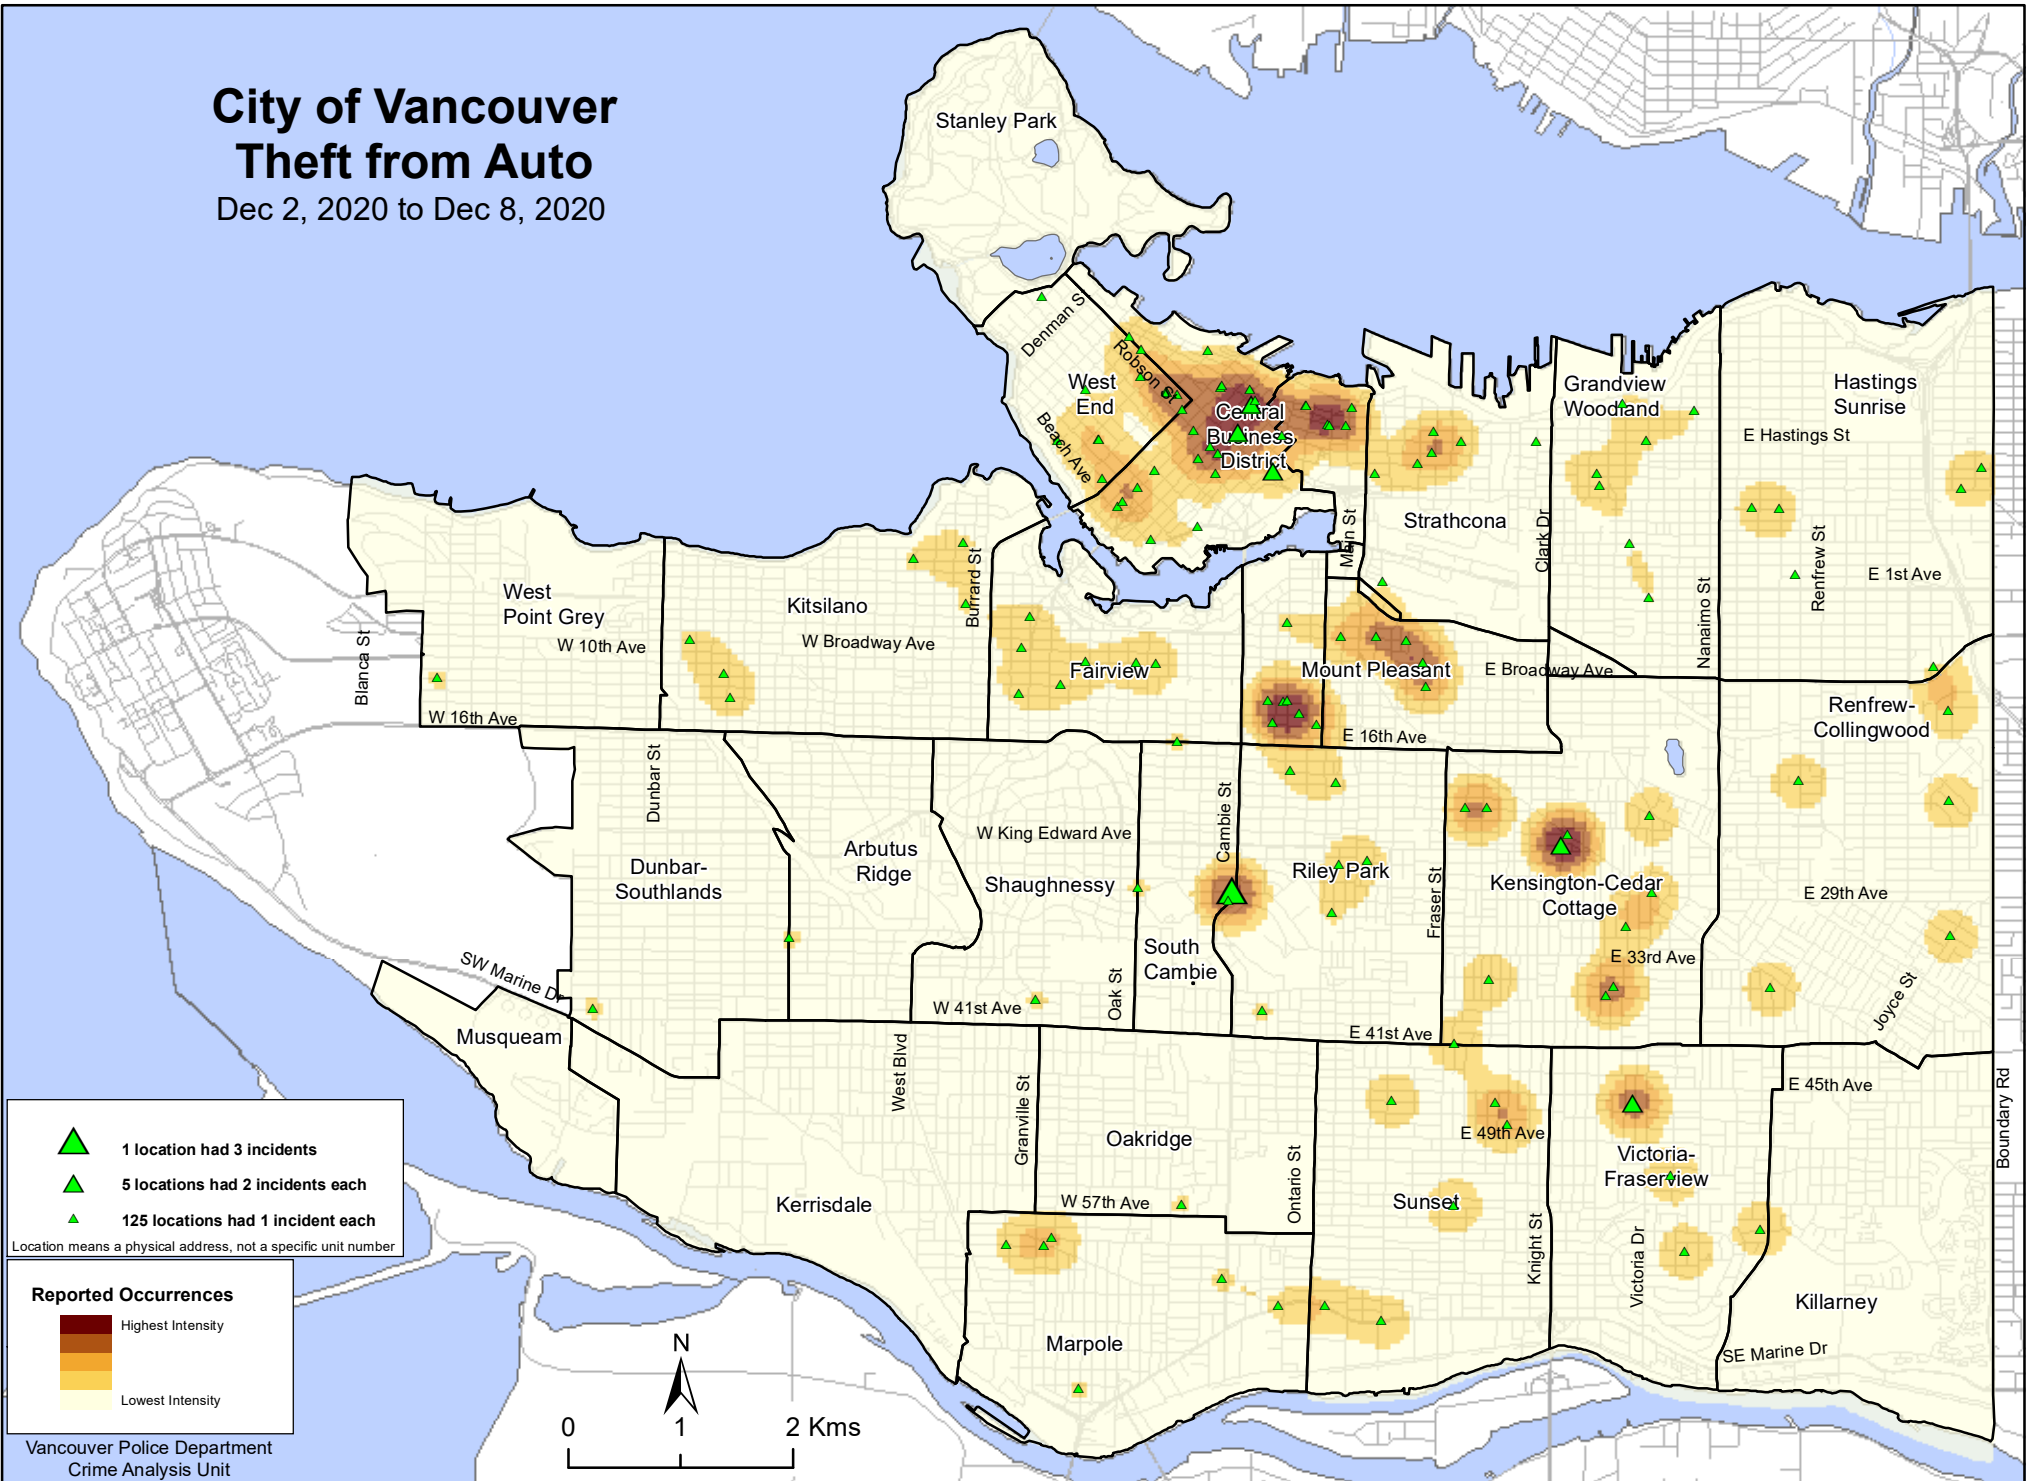 City of Vancouver
Theft from Auto
Dec 2, 2020 to Dec 8, 2020
Stanley Park
Denman S
Robson St
West
End
Beach Ave
Central
Business
District
Main St
Strathcona
Clark Dr
Grandview
Woodland
Nanaimo St
Hastings
Sunrise
E Hastings St
Renfrew St
E 1st Ave
West
Point Grey
W 10th Ave
Blanca St
W 16th Ave
Kitsilano
W Broadway Ave
Burrard St
Fairview
Mount Pleasant
E Broadway Ave
E 16th Ave
Renfrew-
Collingwood
Dunbar St
Dunbar-
Southlands
Arbutus
Ridge
W King Edward Ave
Shaughnessy
Cambie St
South
Cambie
Oak St
W 41st Ave
Riley Park
Fraser St
Kensington-Cedar
Cottage
E 29th Ave
E 33rd Ave
Joyce St
E 41st Ave
SW Marine Dr
Musqueam
West Blvd
Granville St
Oakridge
Ontario St
W 57th Ave
Kerrisdale
Marpole
Sunset
E 49th Ave
Knight St
Victoria-
Fraserview
Victoria Dr
E 45th Ave
Killarney
SE Marine Dr
Boundary Rd
1 location had 3 incidents
5 locations had 2 incidents each
125 locations had 1 incident each
Location means a physical address, not a specific unit number
Reported Occurrences
Highest Intensity
Lowest Intensity
Vancouver Police Department
Crime Analysis Unit
N
0 1 2 Kms